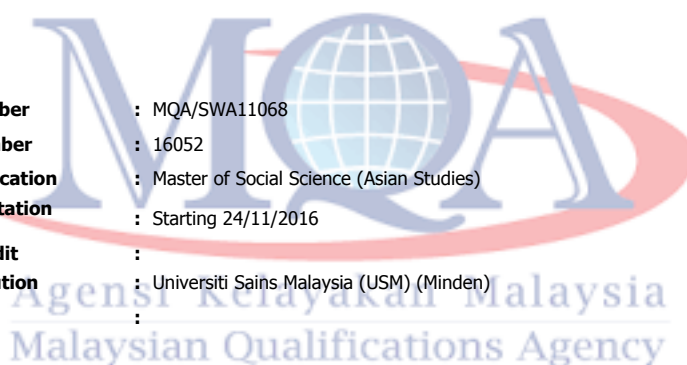 MQA
ber : MQA/SWA11068
ber : 16052
cation : Master of Social Science (Asian Studies)
tation : Starting 24/11/2016
dit :
ution : Universiti Sains Malaysia (USM) (Minden)
:
Agensi Kelayakan Malaysia
Malaysian Qualifications Agency